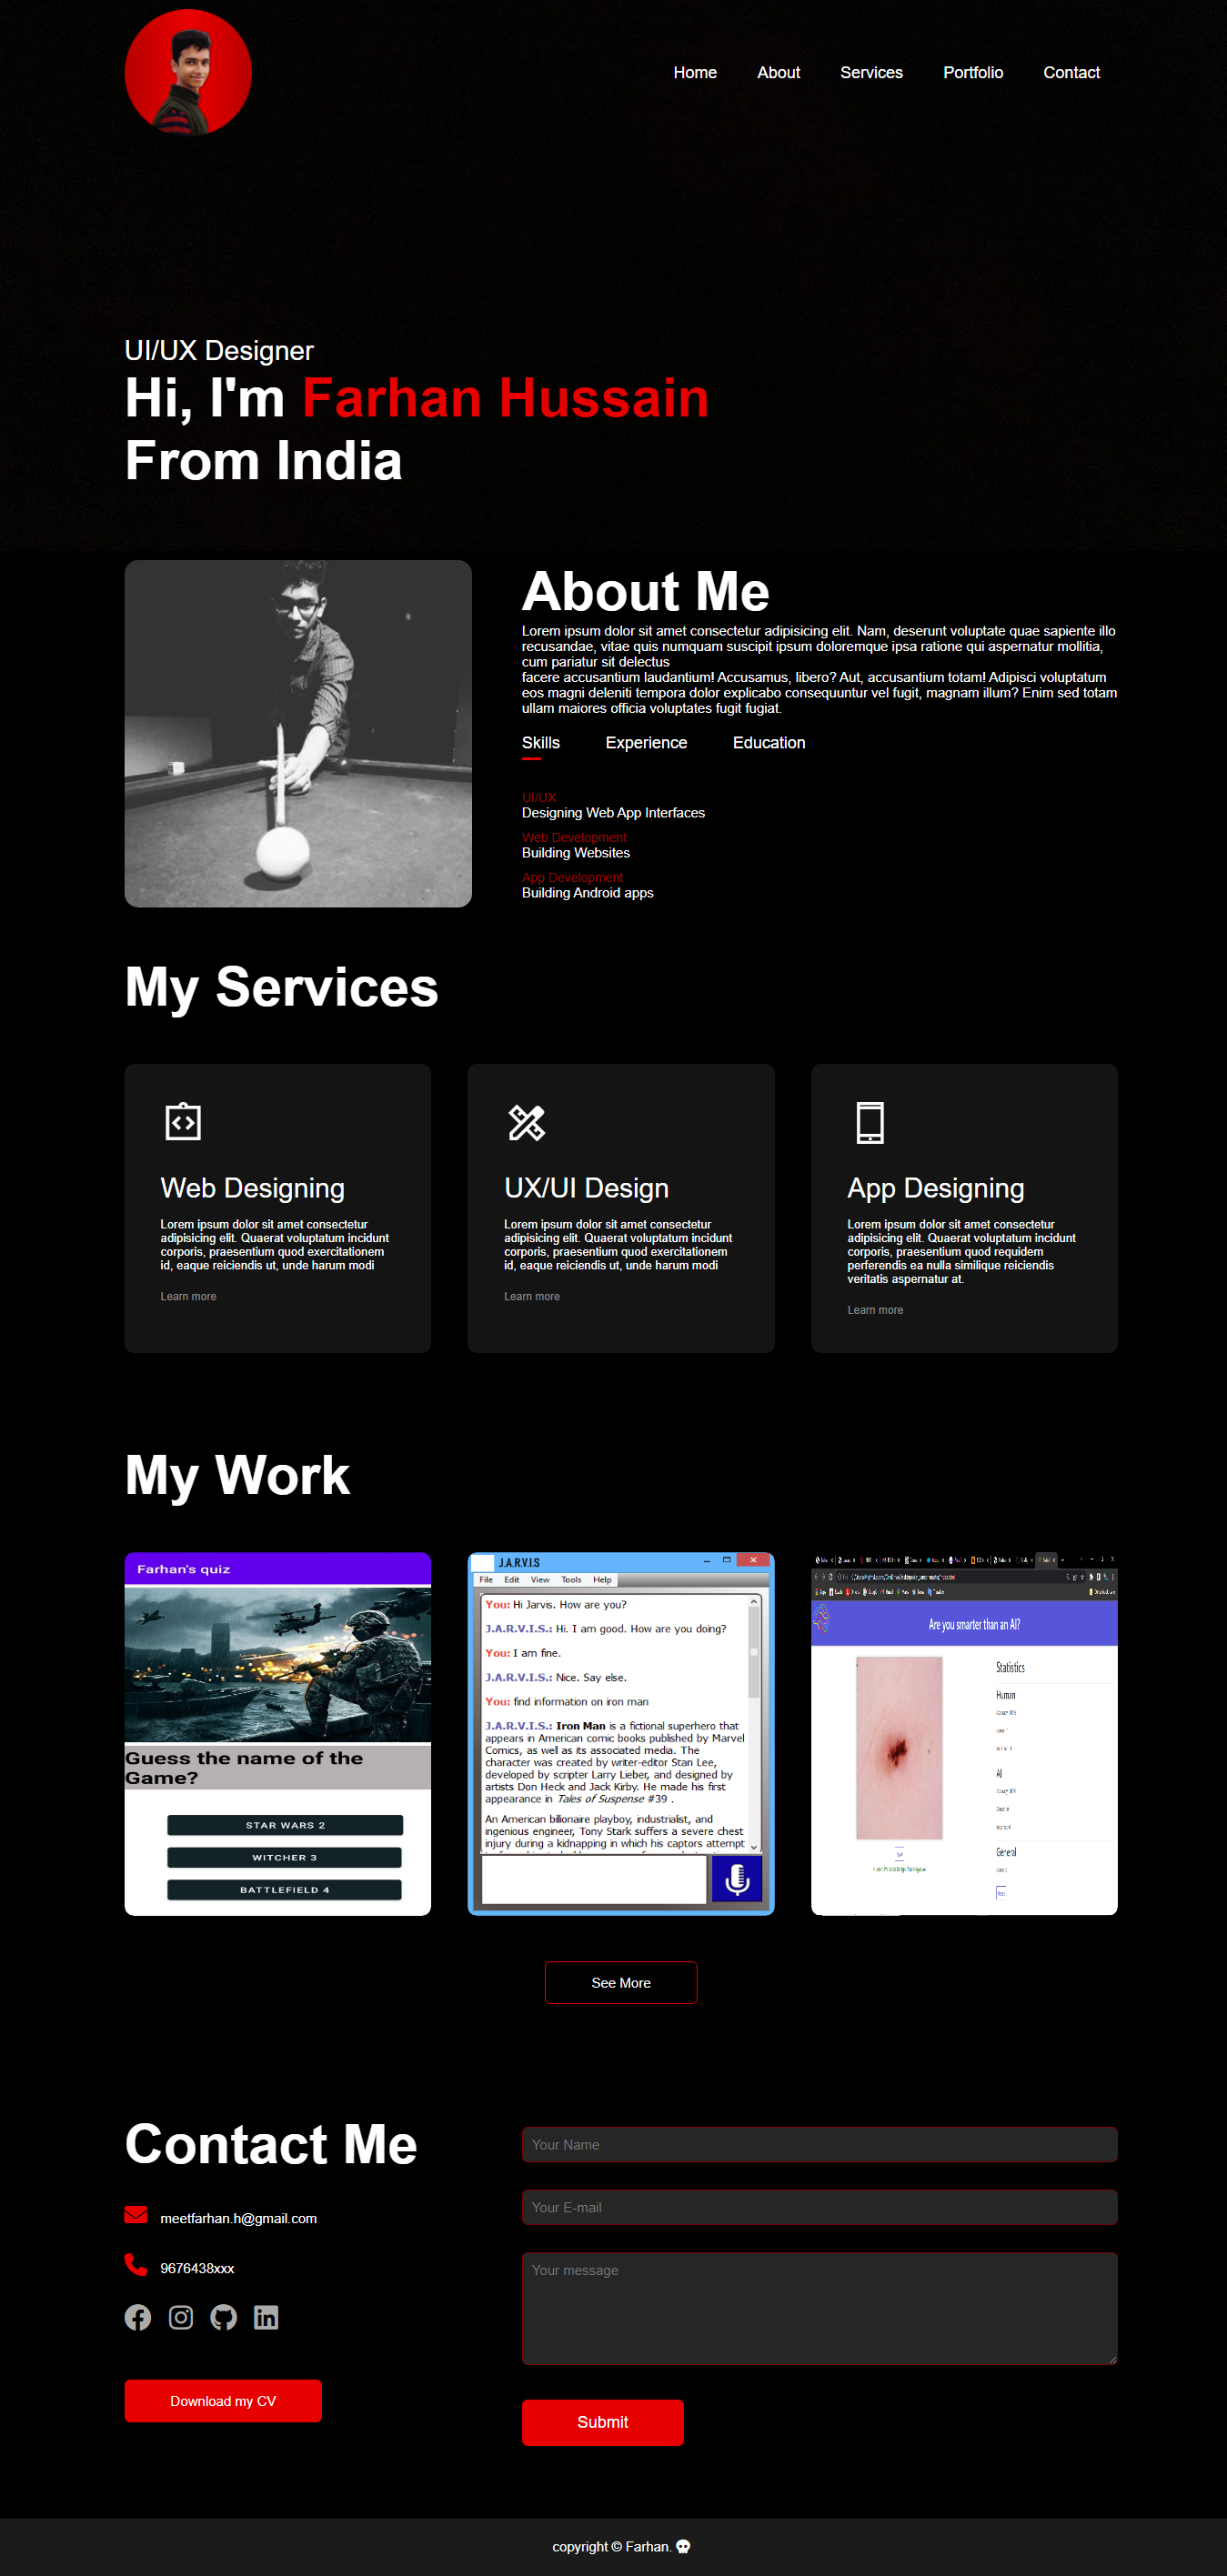 Home About Services Portfolio Contact
UI/UX Designer
Hi, I'm Farhan Hussain
From India
About Me
Lorem ipsum dolor sit amet consectetur adipisicing elit. Nam, deserunt voluptate quae sapiente illo
recusandae, vitae quis numquam suscipit ipsum doloremque ipsa ratione qui aspernatur mollitia,
cum pariatur sit delectus
facere accusantium laudantium! Accusamus, libero? Aut, accusantium totam! Adipisci voluptatum
eos magni deleniti tempora dolor explicabo consequuntur vel fugit, magnam illum? Enim sed totam
ullam maiores officia voluptates fugit fugiat.
Skills Experience Education
UI/UX
Designing Web App Interfaces
Web Development
Building Websites
App Development
Building Android apps
My Services
Web Designing
Lorem ipsum dolor sit amet consectetur
adipisicing elit. Quaerat voluptatum incidunt
corporis, praesentium quod exercitationem
id, eaque reiciendis ut, unde harum modi
Learn more
UX/UI Design
Lorem ipsum dolor sit amet consectetur
adipisicing elit. Quaerat voluptatum incidunt
corporis, praesentium quod exercitationem
id, eaque reiciendis ut, unde harum modi
Learn more
App Designing
Lorem ipsum dolor sit amet consectetur
adipisicing elit. Quaerat voluptatum incidunt
corporis, praesentium quod requidem
perferendis ea nulla similique reiciendis
veritatis aspernatur at.
Learn more
My Work
Farhan's quiz
Guess the name of the
Game?
STAR WARS 2
WITCHER 3
BATTLEFIELD 4
J.A.R.V.I.S
File Edit View Tools Help
You: Hi Jarvis. How are you?
J.A.R.V.I.S.: Hi. I am good. How are you doing?
You: I am fine.
J.A.R.V.I.S.: Nice. Say else.
You: find information on iron man
J.A.R.V.I.S.: Iron Man is a fictional superhero that
appears in American comic books published by Marvel
Comics, as well as its associated media. The
character was created by writer-editor Stan Lee,
developed by scripter Larry Lieber, and designed by
artists Don Heck and Jack Kirby. He made his first
appearance in Tales of Suspense #39 .
An American billionaire playboy, industrialist, and
ingenious engineer, Tony Stark suffers a severe chest
injury during a kidnapping in which his captors attempt
Are you smarter than an AI?
Statistics
Human
AI
General
See More
Contact Me
meetfarhan.h@gmail.com
9676438xxx
Download my CV
Your Name
Your E-mail
Your message
Submit
copyright © Farhan.